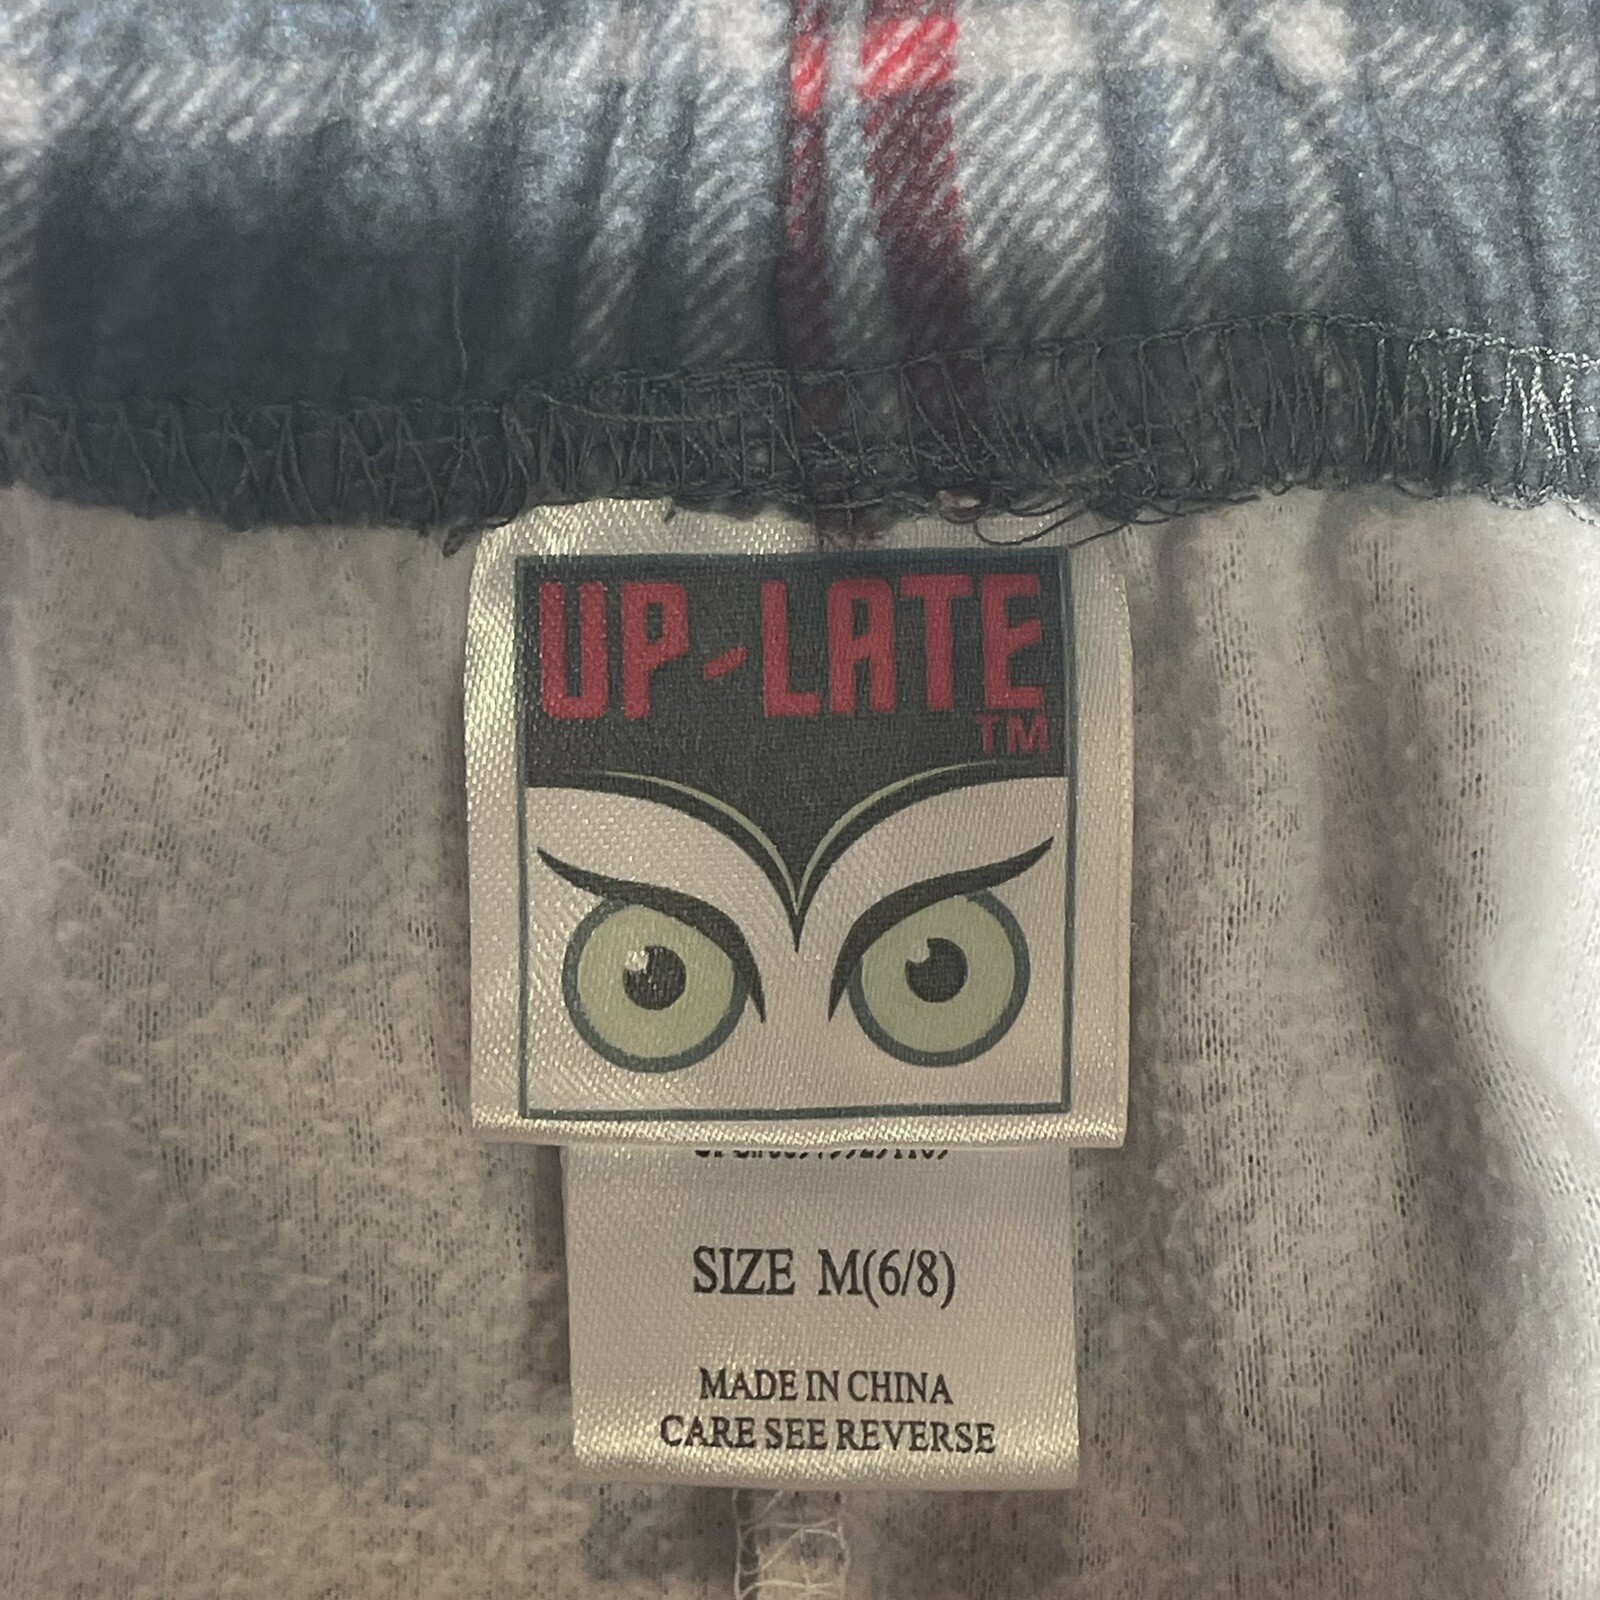 UP-LATE
TM
SIZE M(6/8)
MADE IN CHINA
CARE SEE REVERSE